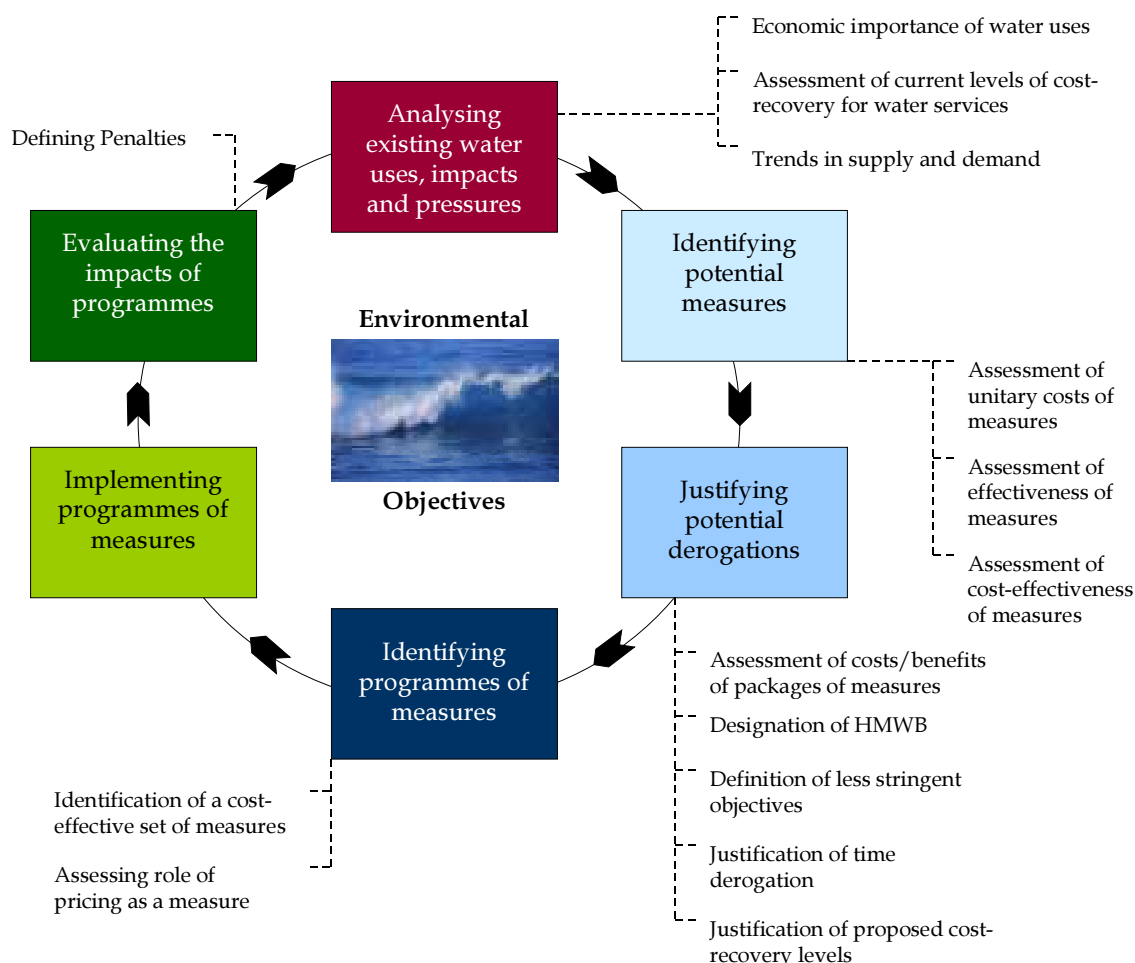 Economic importance of water uses
Assessment of current levels of cost-
recovery for water services
Trends in supply and demand
Defining Penalties
Analysing
existing water
uses, impacts
and pressures
Evaluating the
impacts of
programmes
Identifying
potential
measures
Environmental
Objectives
Assessment of
unitary costs of
measures
Assessment of
effectiveness of
measures
Assessment of
cost-effectiveness
of measures
Implementing
programmes of
measures
Justifying
potential
derogations
Identifying
programmes of
measures
Assessment of costs/benefits
of packages of measures
Designation of HMWB
Definition of less stringent
objectives
Justification of time
derogation
Justification of proposed cost-
recovery levels
Identification of a cost-
effective set of measures
Assessing role of
pricing as a measure